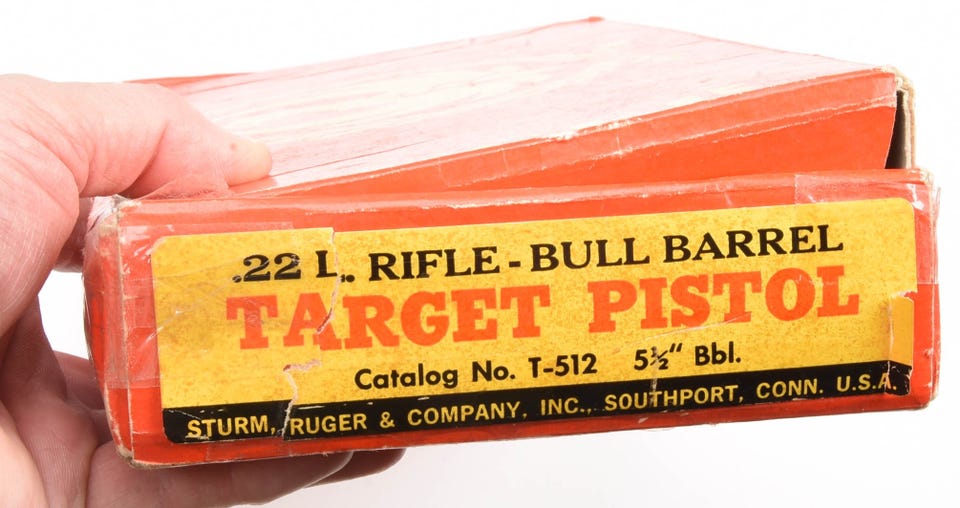 .22 L. RIFLE - BULL BARREL
TARGET PISTOL
Catalog No. T-512 5½" Bbl.
STURM, RUGER & COMPANY, INC., SOUTHPORT, CONN. U.S.A.